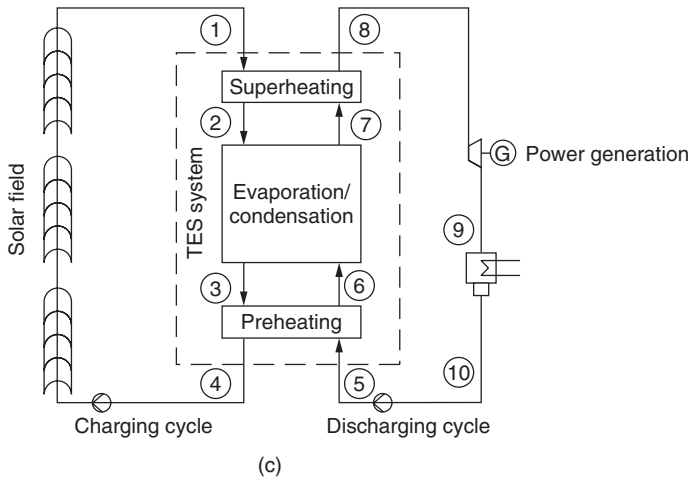 1
8
Superheating
2
7
Solar field
TES system
Evaporation/
condensation
G Power generation
9
3
6
Preheating
4
5
10
Charging cycle
Discharging cycle
(c)